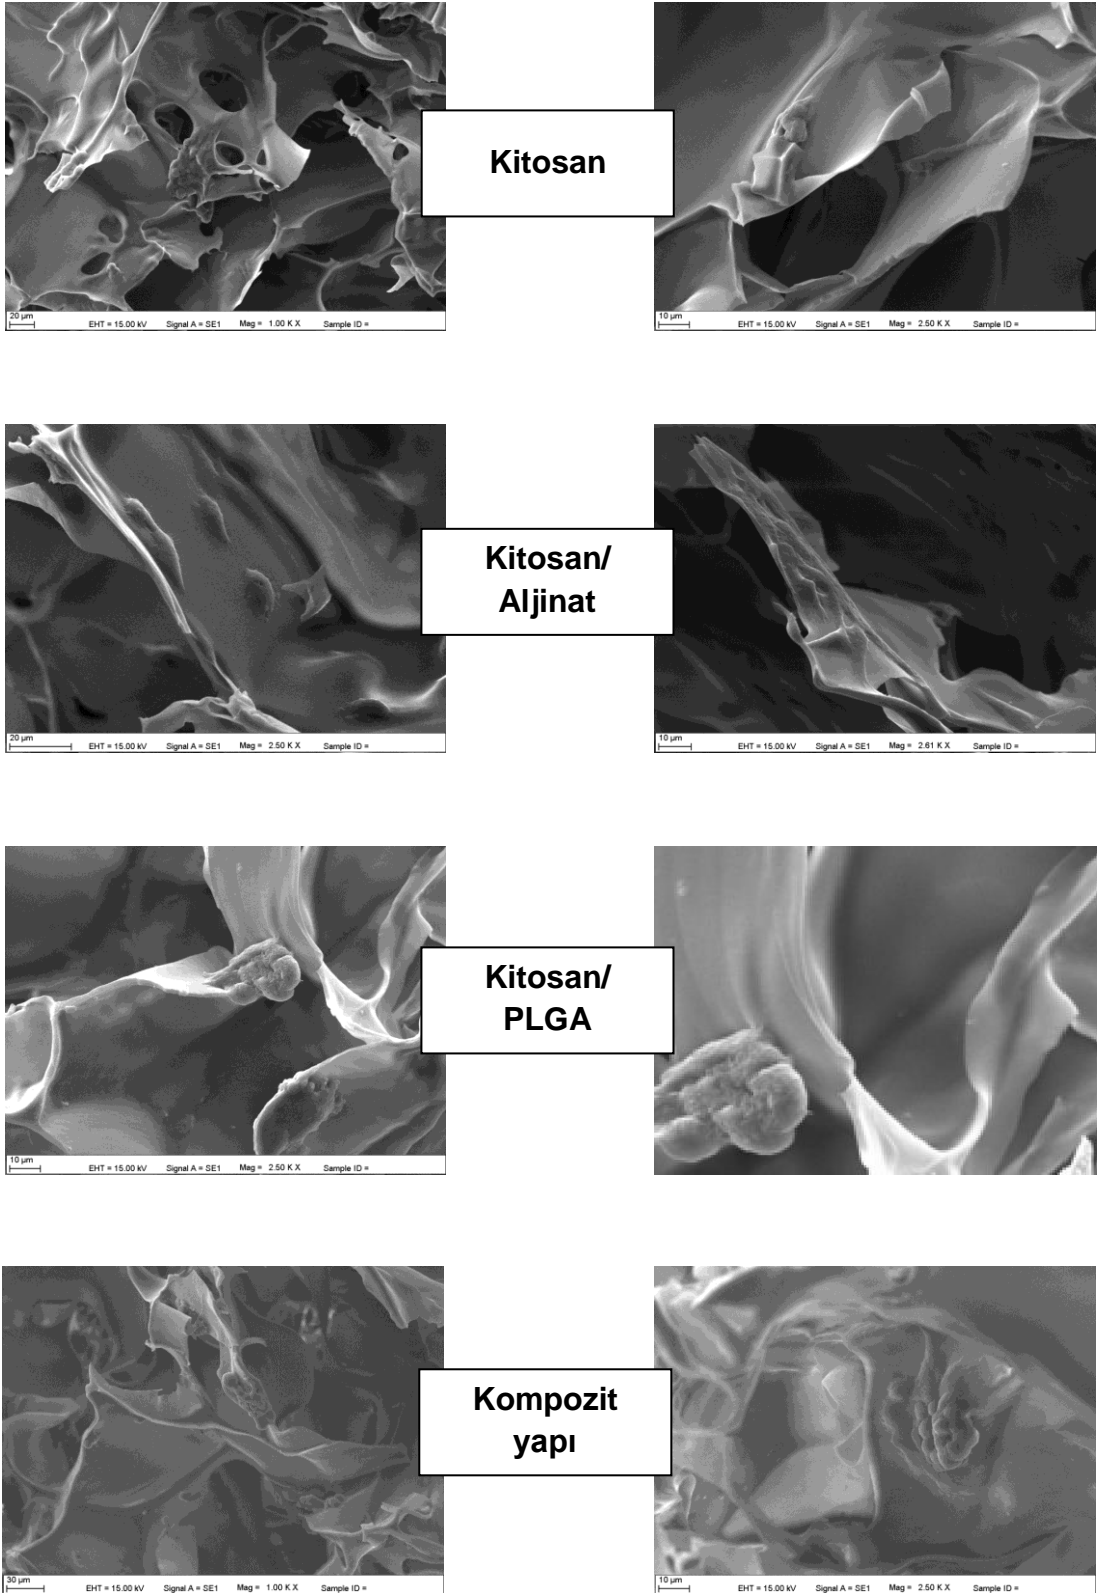 Kitosan
20 µm
EHT = 15.00 kV Signal A = SE1 Mag = 1.00 K X Sample ID =
10 µm
EHT = 15.00 kV Signal A = SE1 Mag = 2.50 K X Sample ID =
Kitosan/
Aljinat
20 µm
EHT = 15.00 kV Signal A = SE1 Mag = 2.50 K X Sample ID =
10 µm
EHT = 15.00 kV Signal A = SE1 Mag = 2.61 K X Sample ID =
Kitosan/
PLGA
10 µm
EHT = 15.00 kV Signal A = SE1 Mag = 2.50 K X Sample ID =
Kompozit
yapı
30 µm
EHT = 15.00 kV Signal A = SE1 Mag = 1.00 K X Sample ID =
10 µm
EHT = 15.00 kV Signal A = SE1 Mag = 2.50 K X Sample ID =